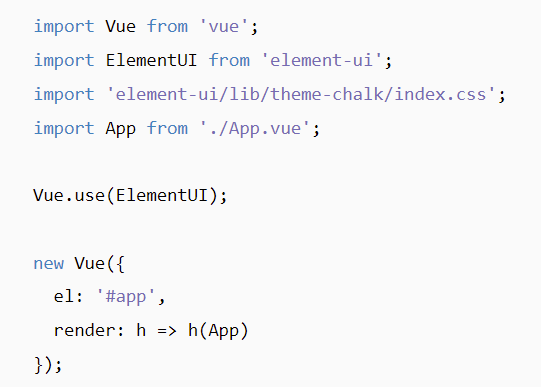 import Vue from 'vue';
import ElementUI from 'element-ui';
import 'element-ui/lib/theme-chalk/index.css';
import App from './App.vue';

Vue.use(ElementUI);

new Vue({
  el: '#app',
  render: h => h(App)
});